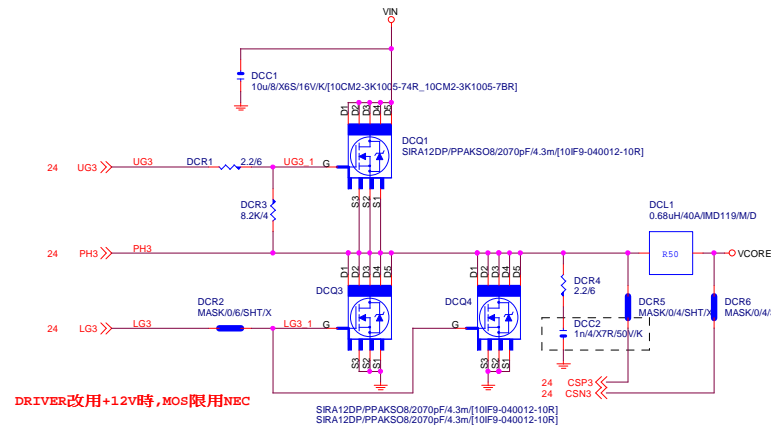 VIN
DCC1
10u/8/X6S/16V/K/[10CM2-3K1005-74R_10CM2-3K1005-7BR]
D1 D2 D3 D4 D5
DCQ1
SIRA12DP/PPAKSO8/2070pF/4.3m/[10IF9-040012-10R]
24 UG3 UG3 DCR1 2.2/6 UG3_1 G
S3 S2 S1
DCR3
8.2K/4
DCL1
0.68uH/40A/IMD119/M/D
24 PH3 PH3 R50 VCORE
D1 D2 D3 D4 D5 D1 D2 D3 D4 D5
DCR4
2.2/6
DCR2
MASK/0/6/SHT/X
DCQ3 DCQ4
DCR5
MASK/0/4/SHT/X
DCR6
MASK/0/4/S
24 LG3 LG3 LG3_1 G G
DCC2
1n/4/X7R/50V/K
S3 S2 S1 S3 S2 S1
24 CSP3
24 CSN3
DRIVER改用+12V時,MOS限用NEC
SIRA12DP/PPAKSO8/2070pF/4.3m/[10IF9-040012-10R]
SIRA12DP/PPAKSO8/2070pF/4.3m/[10IF9-040012-10R]